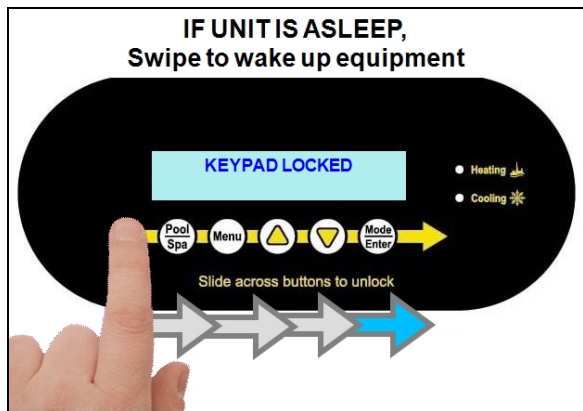 IF UNIT IS ASLEEP,
Swipe to wake up equipment
KEYPAD LOCKED
Heating
Cooling
Pool
Spa
Menu
Mode
Enter
Slide across buttons to unlock